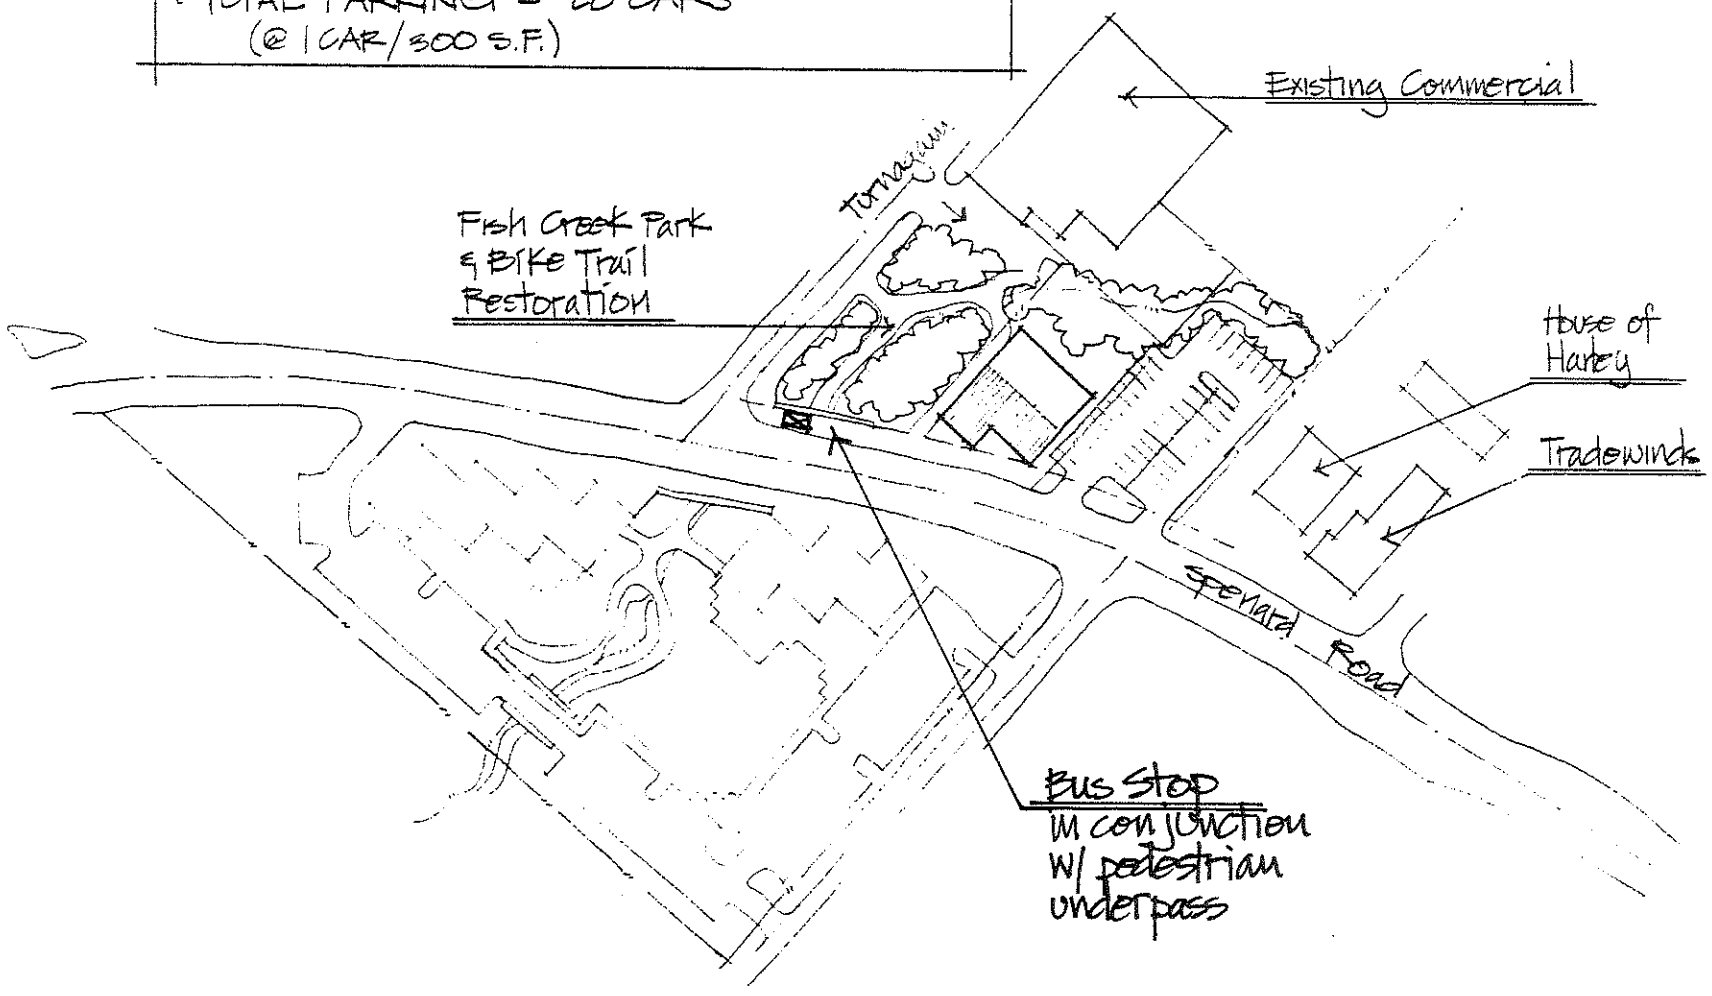 (@ 1 CAR/300 S.F.)
Existing Commercial
Turnagain
Fish Creek Park
& Bike Trail
Restoration
House of
Harley
Tradewinds
Spenard Road
Bus Stop
in conjunction
w/ pedestrian
underpass